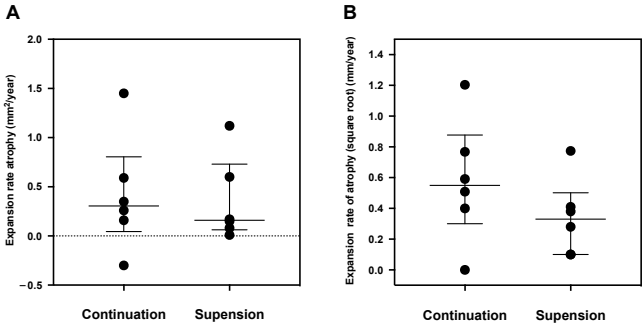 A
Expansion rate atrophy (mm²/year)
2.0
1.5
1.0
0.5
0.0
−0.5
Continuation
Supension
B
Expansion rate of atrophy (square root) (mm/year)
1.4
1.2
1.0
0.8
0.6
0.4
0.2
0.0
Continuation
Supension